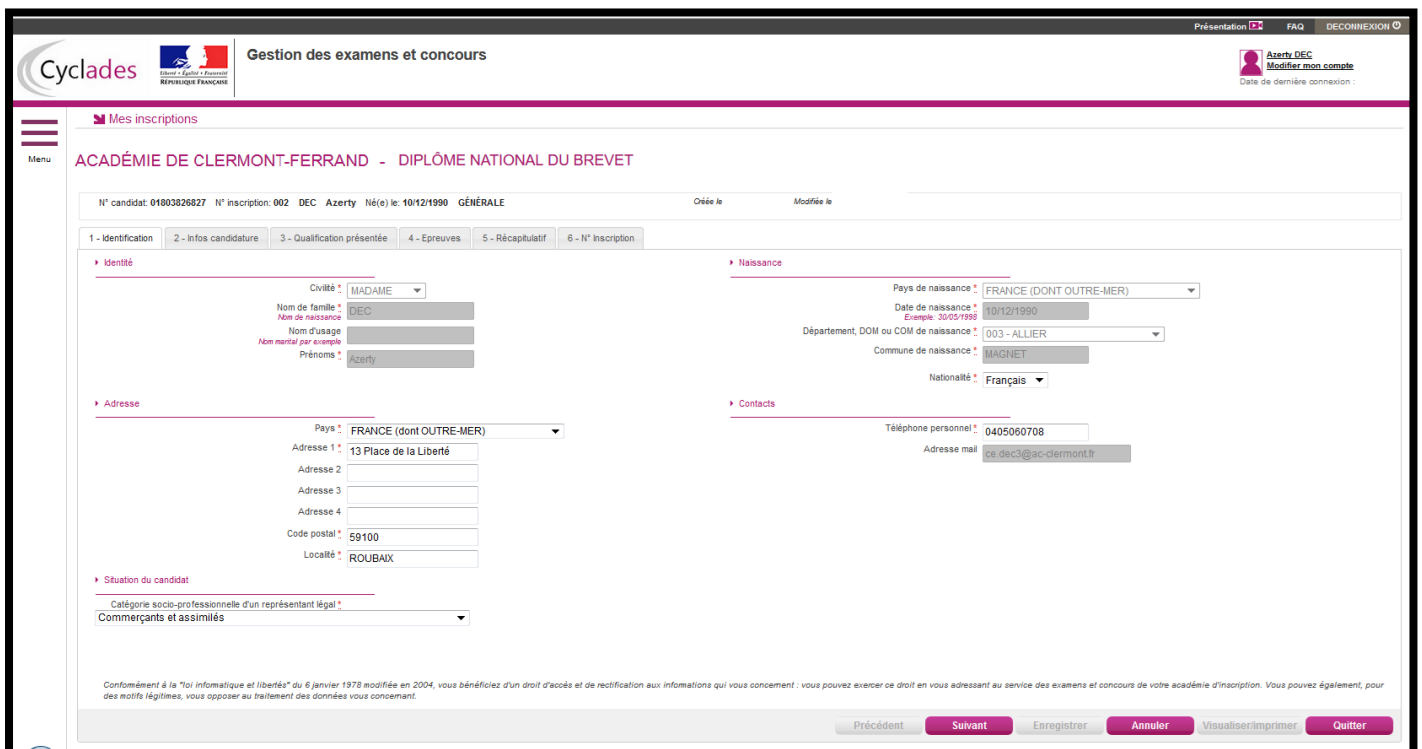 Présentation FAQ DECONNEXION
Cyclades
Liberté • Égalité • Fraternité
RÉPUBLIQUE FRANÇAISE
Gestion des examens et concours
Azerty DEC
Modifier mon compte
Date de dernière connexion :
Menu
Mes inscriptions
ACADÉMIE DE CLERMONT-FERRAND - DIPLÔME NATIONAL DU BREVET
N° candidat: 01803826827 N° inscription: 002 DEC Azerty Né(e) le: 10/12/1990 GÉNÉRALE Créée le Modifiée le
1 - Identification 2 - Infos candidature 3 - Qualification présentée 4 - Epreuves 5 - Récapitulatif 6 - N° Inscription
Identité
Civilité * MADAME
Nom de famille * DEC
Nom de naissance
Nom d'usage
Nom marital par exemple
Prénoms * Azerty
Naissance
Pays de naissance * FRANCE (DONT OUTRE-MER)
Date de naissance * 10/12/1990
Exemple: 30/05/1998
Département, DOM ou COM de naissance * 003 - ALLIER
Commune de naissance * MAGNET
Nationalité * Français
Adresse
Pays * FRANCE (dont OUTRE-MER)
Adresse 1 * 13 Place de la Liberté
Adresse 2
Adresse 3
Adresse 4
Code postal * 59100
Localité * ROUBAIX
Contacts
Téléphone personnel * 0405060708
Adresse mail ce.dec3@ac-clermont.fr
Situation du candidat
Catégorie socio-professionnelle d'un représentant légal *
Commerçants et assimilés
Conformément à la "loi informatique et libertés" du 6 janvier 1978 modifiée en 2004, vous bénéficiez d'un droit d'accès et de rectification aux informations qui vous concernent : vous pouvez exercer ce droit en vous adressant au service des examens et concours de votre académie d'inscription. Vous pouvez également, pour
des motifs légitimes, vous opposer au traitement des données vous concernant.
Précédent Suivant Enregistrer Annuler Visualiser/Imprimer Quitter